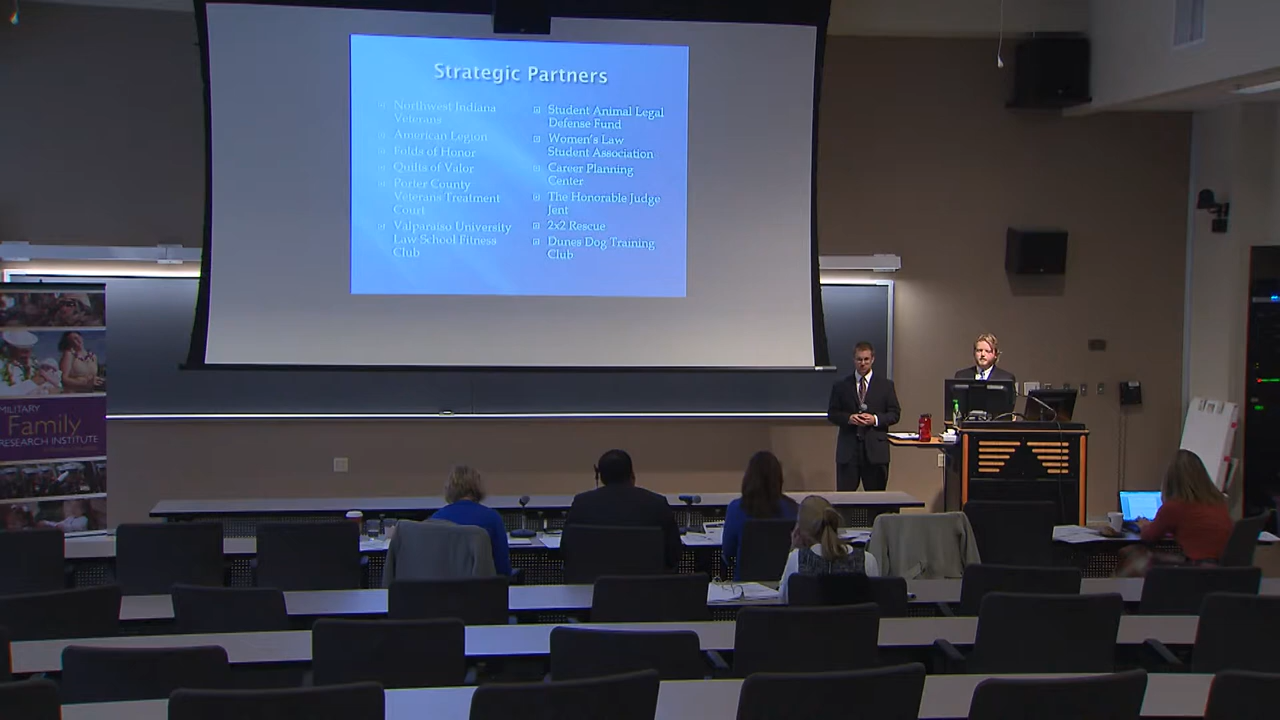 Strategic Partners
Northwest Indiana
Veterans
American Legion
Folds of Honor
Quilts of Valor
Porter County
Veterans Treatment
Court
Valparaiso University
Law School Fitness
Club
Student Animal Legal
Defense Fund
Women's Law
Student Association
Career Planning
Center
The Honorable Judge
Jent
2x2 Rescue
Dunes Dog Training
Club
MILITARY
Family
RESEARCH INSTITUTE